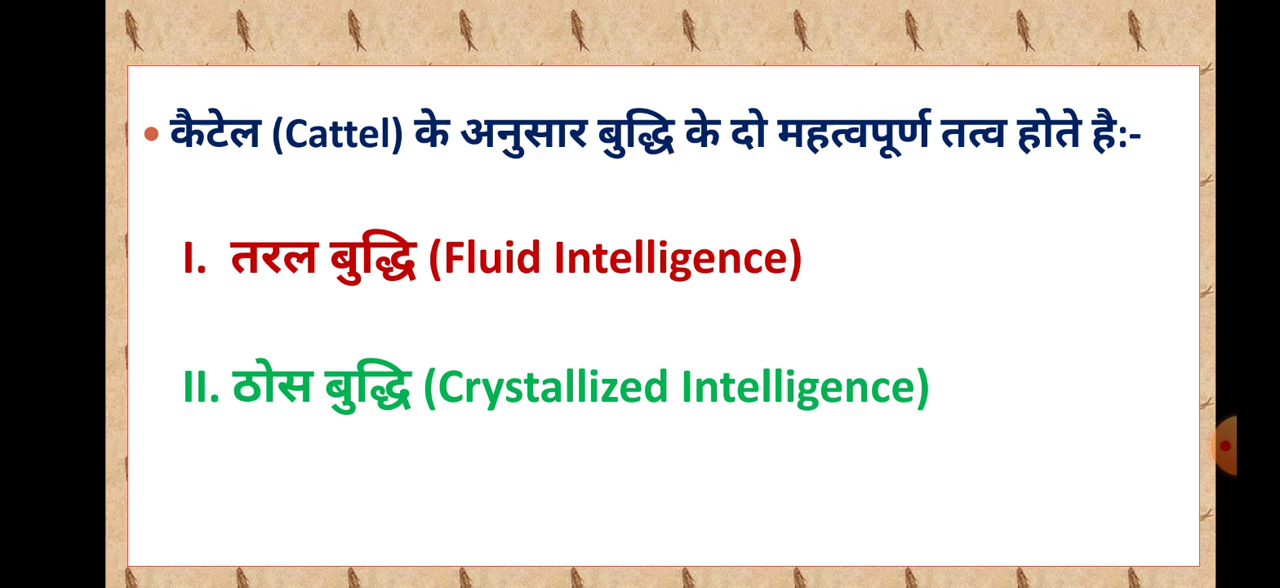 • कैटेल (Cattel) के अनुसार बुद्धि के दो महत्वपूर्ण तत्व होते है:-
I. तरल बुद्धि (Fluid Intelligence)
II. ठोस बुद्धि (Crystallized Intelligence)